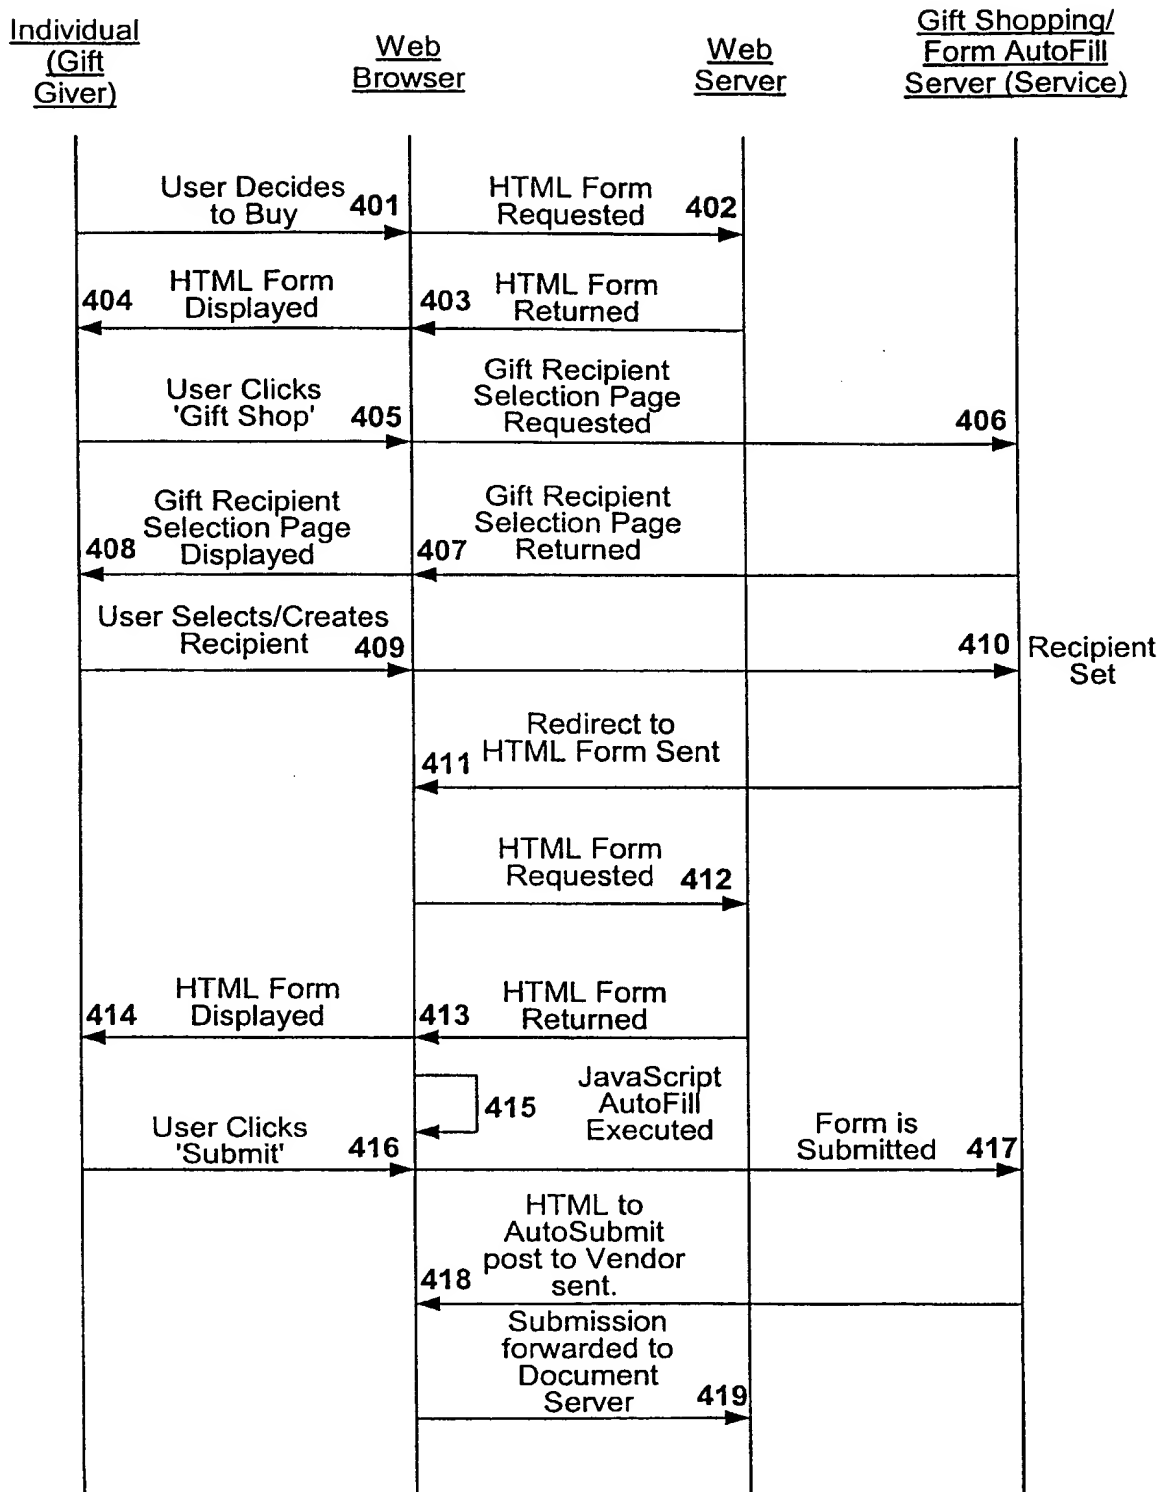 Individual
(Gift
Giver)
Web
Browser
Web
Server
Gift Shopping/
Form AutoFill
Server (Service)
User Decides
to Buy 401
HTML Form
Requested 402
404 HTML Form
Displayed
403 HTML Form
Returned
User Clicks
'Gift Shop' 405
Gift Recipient
Selection Page
Requested
406
Gift Recipient
Selection Page
408 Displayed
Gift Recipient
Selection Page
407 Returned
User Selects/Creates
Recipient 409
410 Recipient
Set
Redirect to
411 HTML Form Sent
HTML Form
Requested 412
HTML Form
414 Displayed
HTML Form
413 Returned
415
JavaScript
AutoFill
Executed
User Clicks
'Submit' 416
Form is
Submitted 417
HTML to
AutoSubmit
post to Vendor
418 sent.
Submission
forwarded to
Document
Server 419